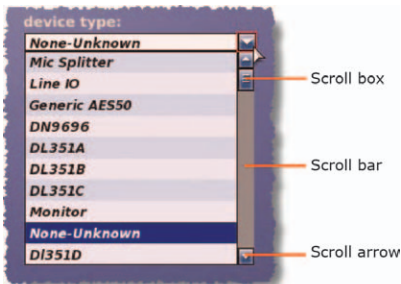 device type:
None-Unknown
Mic Splitter
Line IO
Scroll box
Generic AES50
DN9696
DL351A
DL351B
Scroll bar
DL351C
Monitor
None-Unknown
Dl351D
Scroll arrow